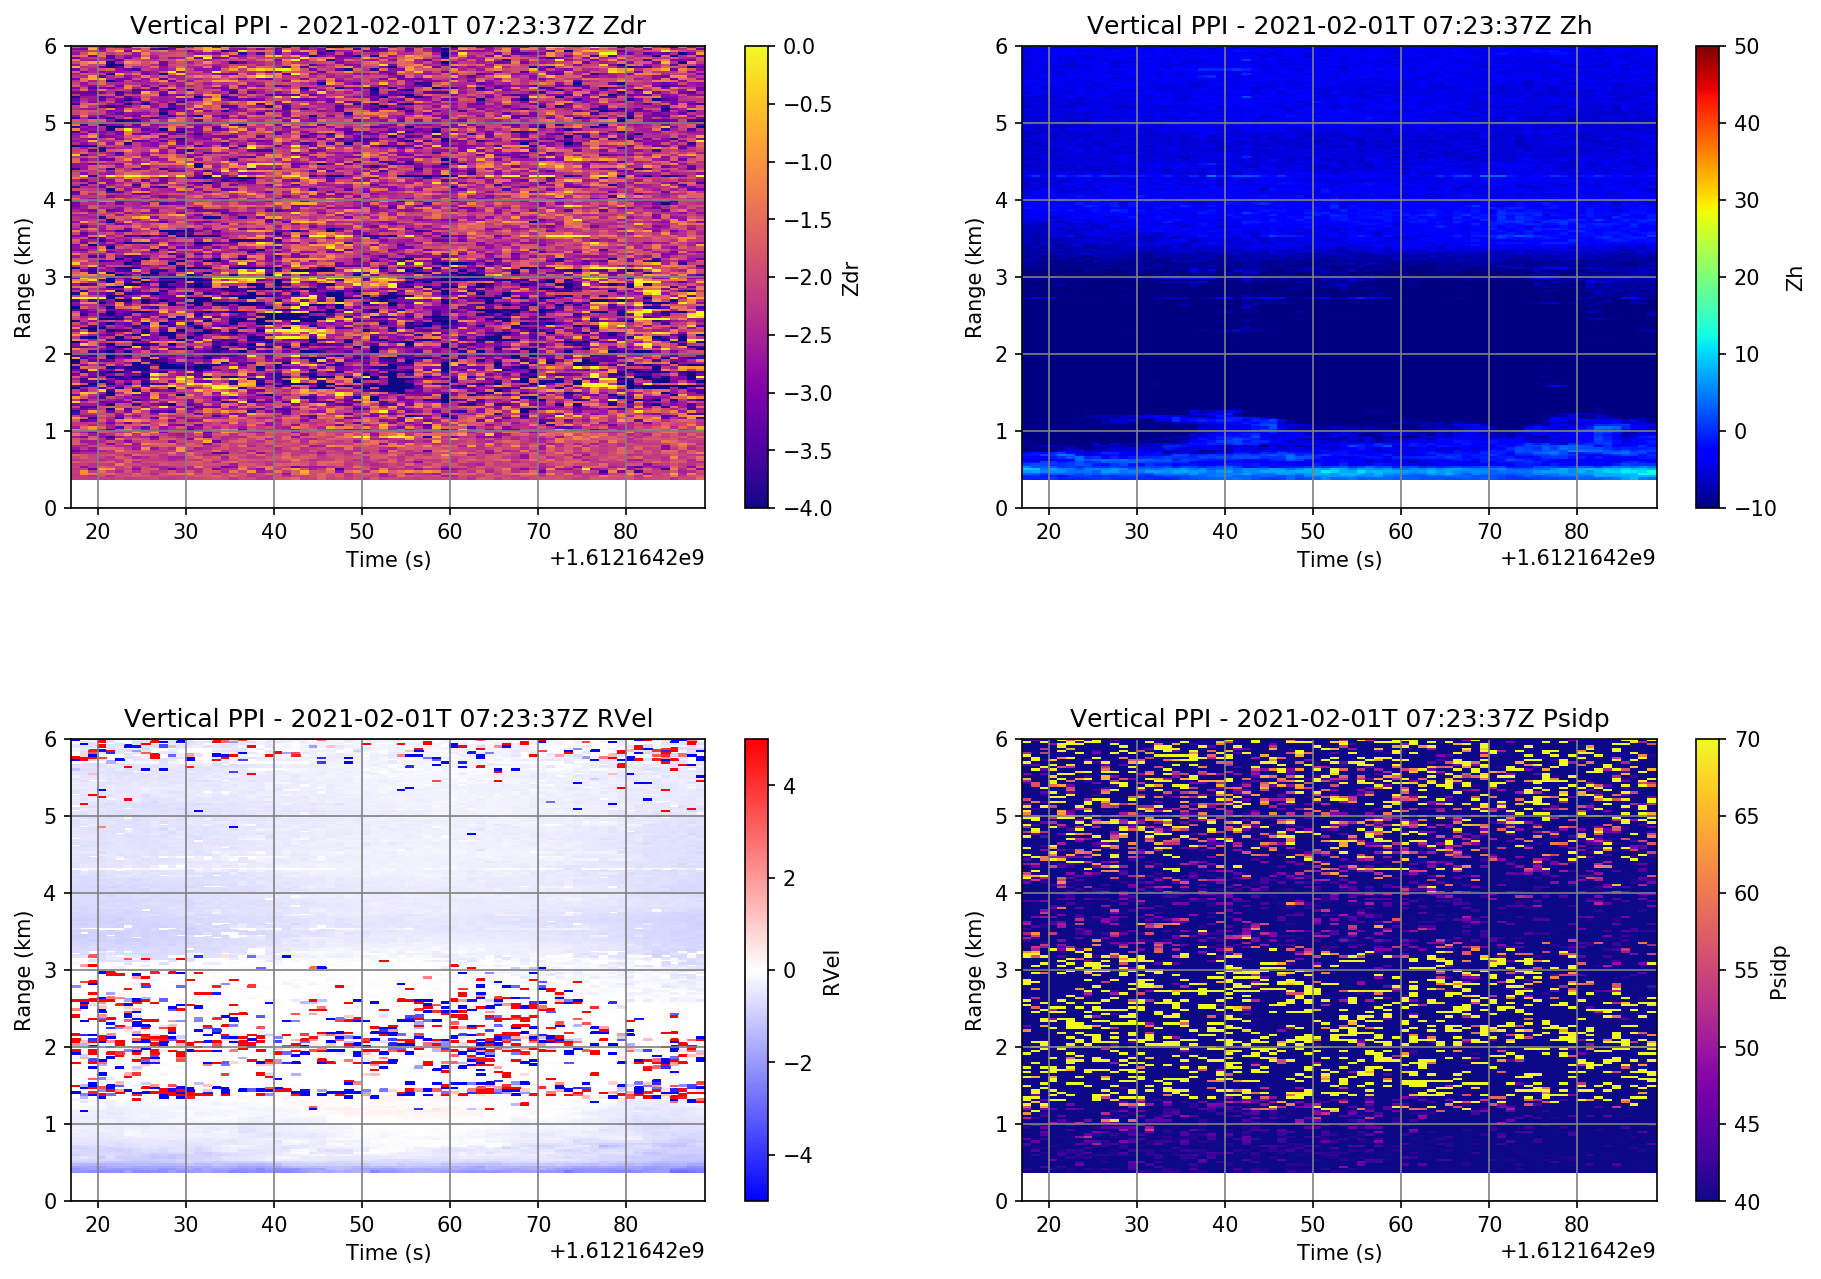 Vertical PPI - 2021-02-01T 07:23:37Z Zdr
6
5
4
3
2
1
0
Range (km)
20 30 40 50 60 70 80
Time (s)
+1.6121642e9
0.0
−0.5
−1.0
−1.5
−2.0
−2.5
−3.0
−3.5
−4.0
Zdr
Vertical PPI - 2021-02-01T 07:23:37Z Zh
6
5
4
3
2
1
0
Range (km)
20 30 40 50 60 70 80
Time (s)
+1.6121642e9
50
40
30
20
10
0
−10
Zh
Vertical PPI - 2021-02-01T 07:23:37Z RVel
6
5
4
3
2
1
0
Range (km)
20 30 40 50 60 70 80
Time (s)
+1.6121642e9
4
2
0
−2
−4
RVel
Vertical PPI - 2021-02-01T 07:23:37Z Psidp
6
5
4
3
2
1
0
Range (km)
20 30 40 50 60 70 80
Time (s)
+1.6121642e9
70
65
60
55
50
45
40
Psidp